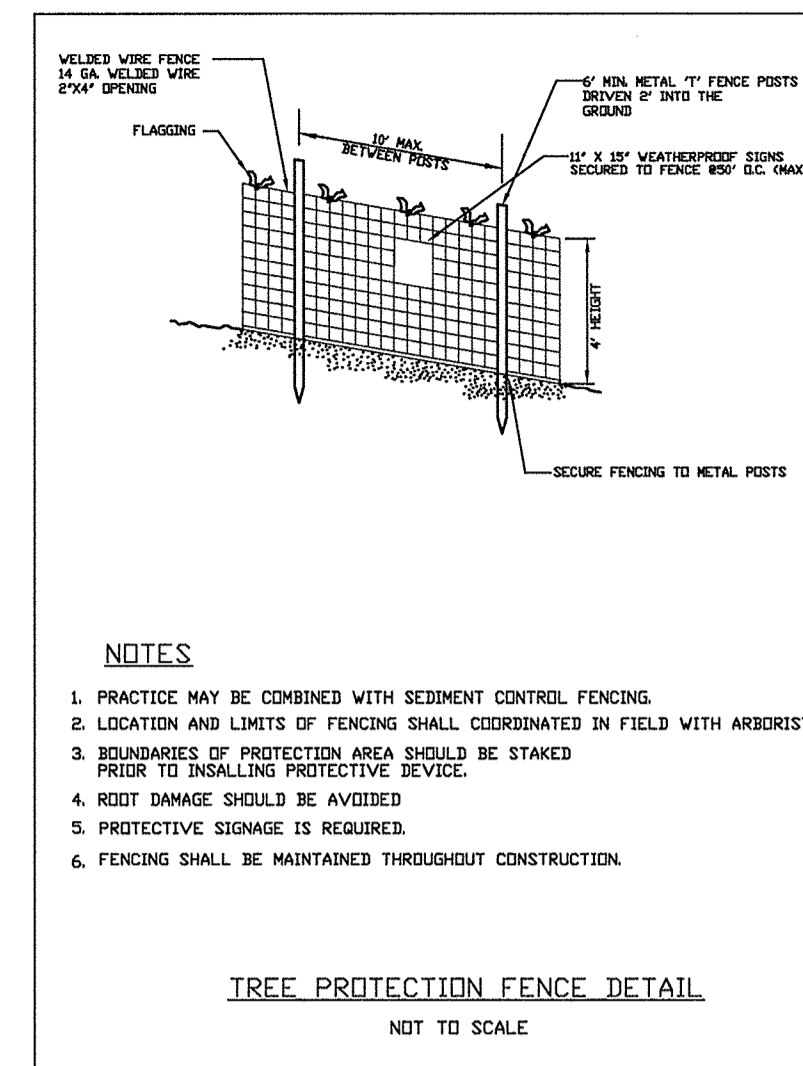 WELDED WIRE FENCE
14 GA. WELDED WIRE
2"X4" OPENING
FLAGGING
10' MAX.
BETWEEN POSTS
6' MIN. METAL 'T' FENCE POSTS
DRIVEN 2' INTO THE
GROUND
11" X 15" WEATHERPROOF SIGNS
SECURED TO FENCE @50' O.C. (MAX
4' HEIGHT
SECURE FENCING TO METAL POSTS
NOTES
1. PRACTICE MAY BE COMBINED WITH SEDIMENT CONTROL FENCING.
2. LOCATION AND LIMITS OF FENCING SHALL COORDINATED IN FIELD WITH ARBORIST
3. BOUNDARIES OF PROTECTION AREA SHOULD BE STAKED
PRIOR TO INSALLING PROTECTIVE DEVICE.
4. ROOT DAMAGE SHOULD BE AVOIDED
5. PROTECTIVE SIGNAGE IS REQUIRED.
6. FENCING SHALL BE MAINTAINED THROUGHOUT CONSTRUCTION.
TREE PROTECTION FENCE DETAIL
NOT TO SCALE